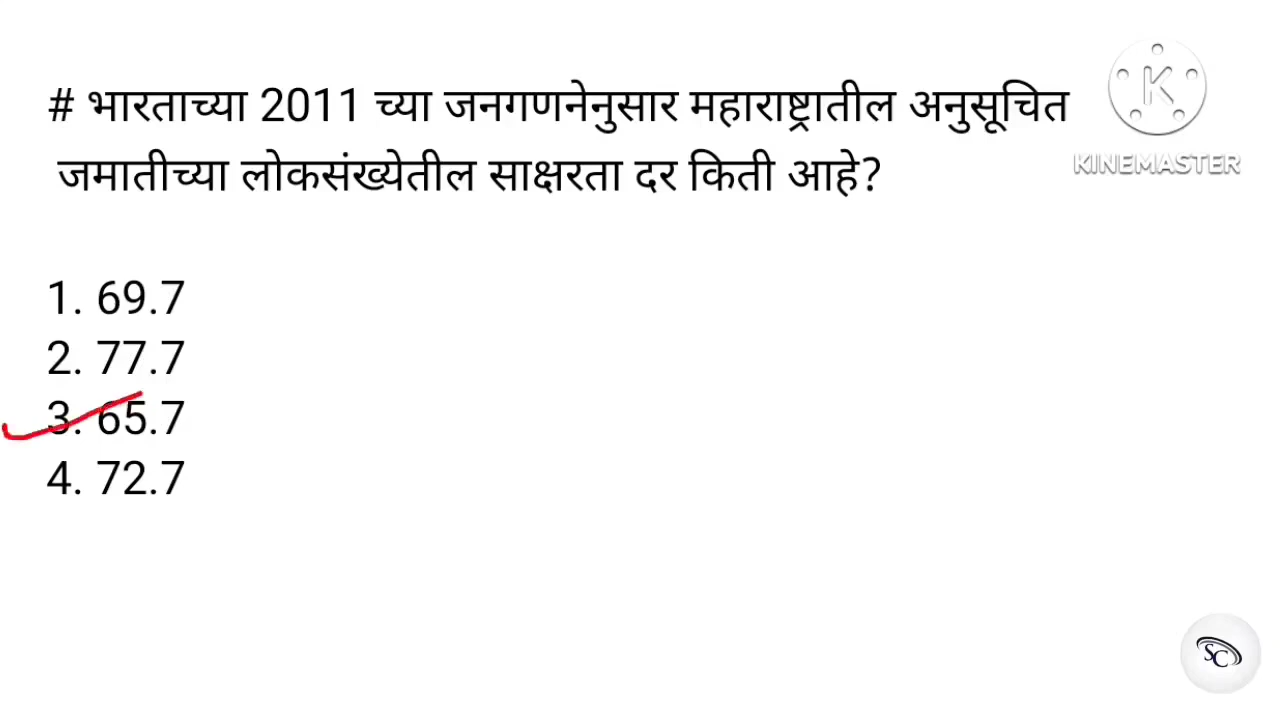 # भारताच्या 2011 च्या जनगणनेनुसार महाराष्ट्रातील अनुसूचित
जमातीच्या लोकसंख्येतील साक्षरता दर किती आहे?
1. 69.7
2. 77.7
3. 65.7
4. 72.7
K
KINEMASTER
SC